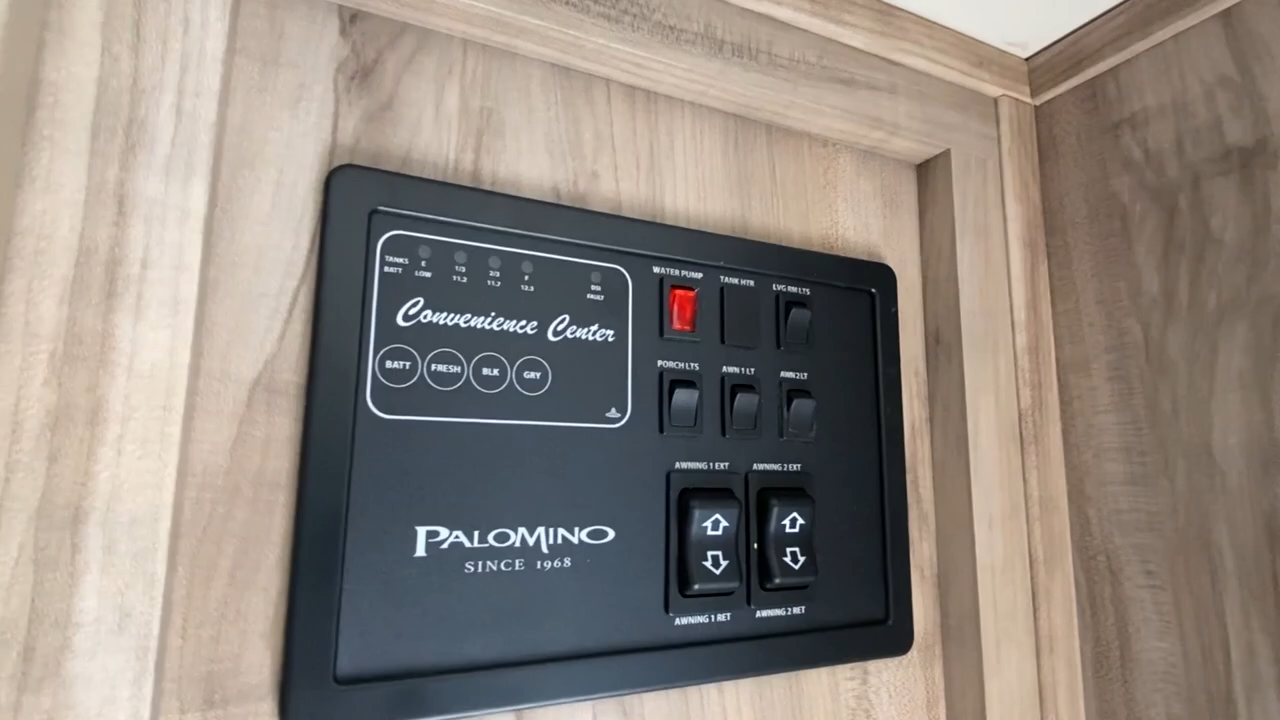 TANKS E 1/3 2/3 F
BATT LOW 11.2 11.7 12.3
DSI
FAULT
Convenience Center
BATT FRESH BLK GRY
WATER PUMP TANK HTR LVG RM LTS
PORCH LTS AWN 1 LT AWN 2 LT
AWNING 1 EXT AWNING 2 EXT
PALOMINO
SINCE 1968
AWNING 1 RET AWNING 2 RET